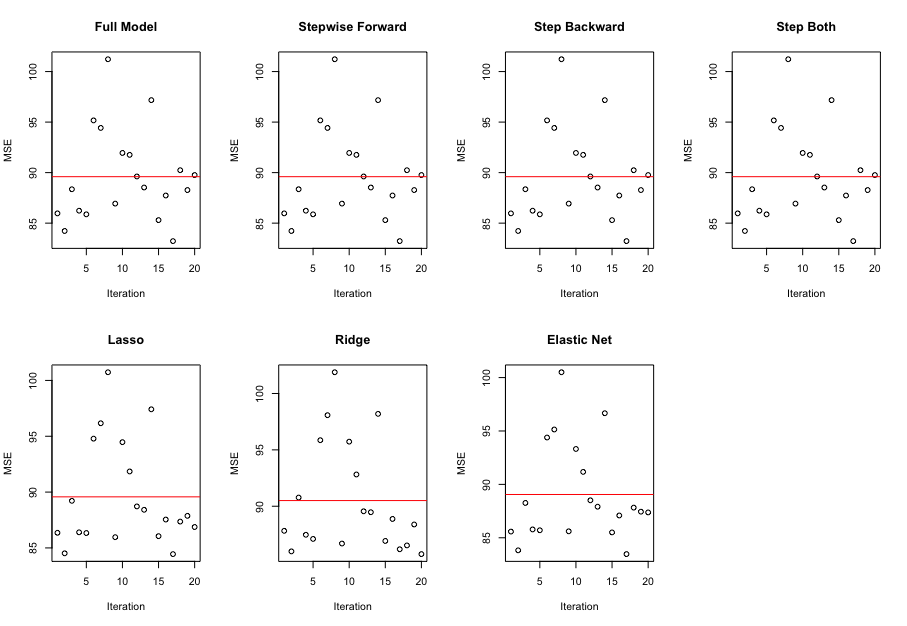 Full Model
Stepwise Forward
Step Backward
Step Both
MSE
85 90 95 100
5 10 15 20
Iteration
MSE
85 90 95 100
5 10 15 20
Iteration
MSE
85 90 95 100
5 10 15 20
Iteration
MSE
85 90 95 100
5 10 15 20
Iteration
Lasso
Ridge
Elastic Net
MSE
85 90 95 100
5 10 15 20
Iteration
MSE
90 95 100
5 10 15 20
Iteration
MSE
85 90 95 100
5 10 15 20
Iteration